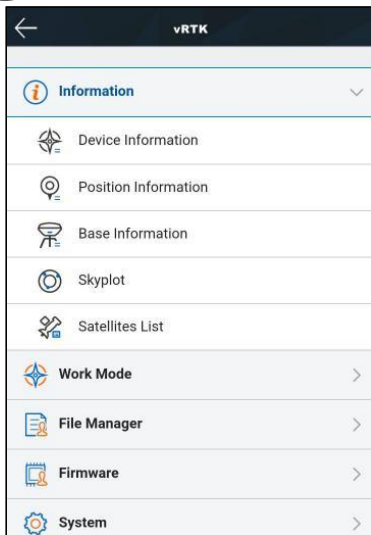 vRTK
Information
Device Information
Position Information
Base Information
Skyplot
Satellites List
Work Mode
File Manager
Firmware
System